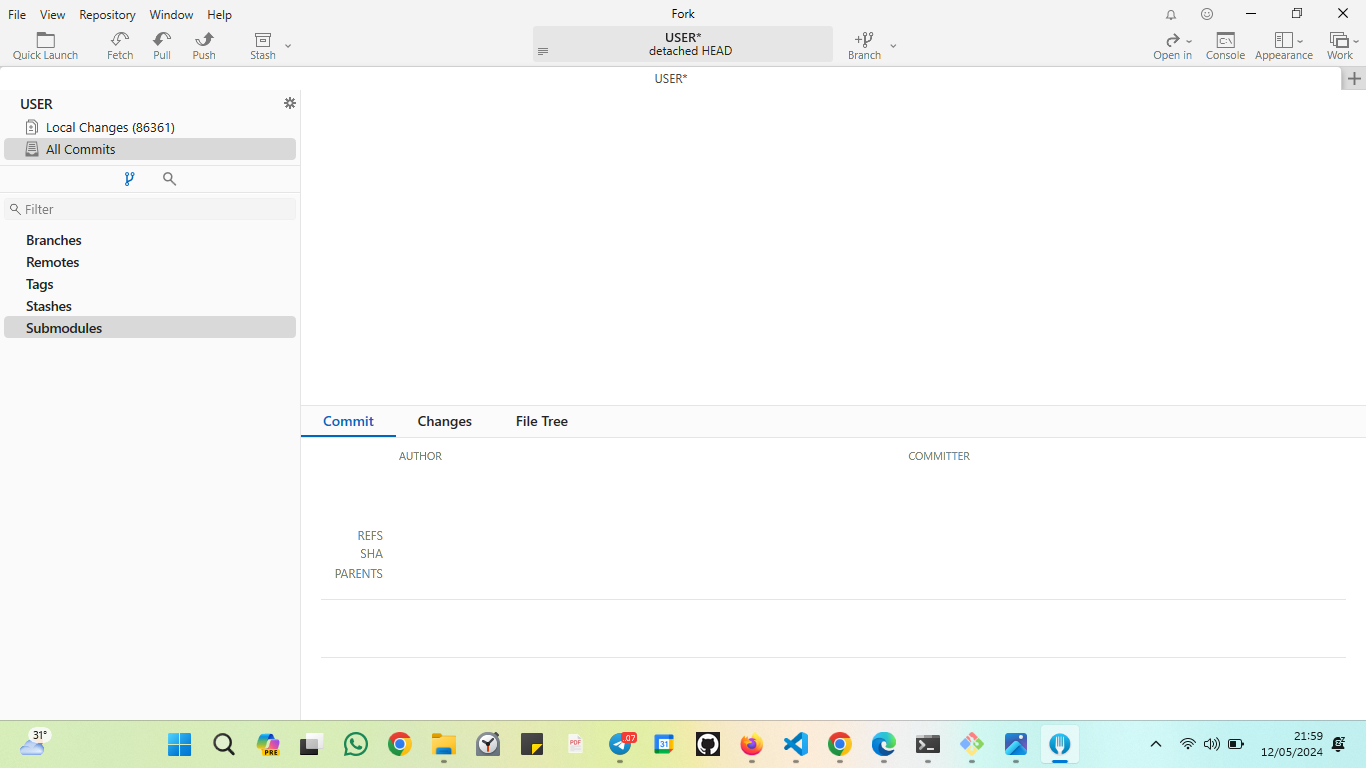 Fork
File View Repository Window Help
Quick Launch Fetch Pull Push Stash
USER*
detached HEAD
Branch
Open in Console Appearance Work
C:\
USER*
USER
Local Changes (86361)
All Commits
Filter
Branches
Remotes
Tags
Stashes
Submodules
Commit Changes File Tree
AUTHOR COMMITTER
REFS
SHA
PARENTS
31°
PRE
PDF
.07
31
21:59
12/05/2024